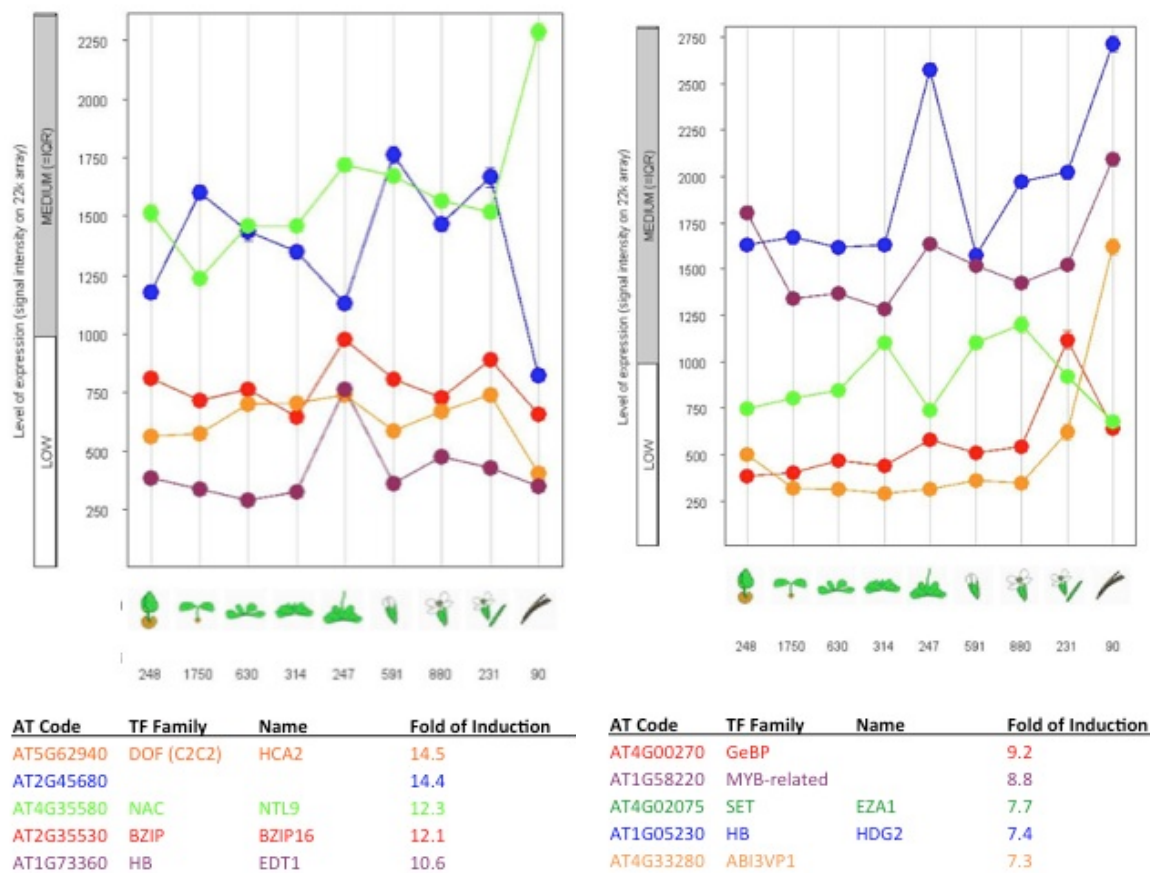 Level of expression (signal intensity on 22k array)
MEDIUM (=IQR)
LOW
2250
2000
1750
1500
1250
1000
750
500
250
248 1750 630 314 247 591 880 231 90
AT Code TF Family Name Fold of Induction
AT5G62940 DOF (C2C2) HCA2 14.5
AT2G45680 14.4
AT4G35580 NAC NTL9 12.3
AT2G35530 BZIP BZIP16 12.1
AT1G73360 HB EDT1 10.6
Level of expression (signal intensity on 22k array)
MEDIUM (=IQR)
LOW
2750
2500
2250
2000
1750
1500
1250
1000
750
500
250
248 1750 630 314 247 591 880 231 90
AT Code TF Family Name Fold of Induction
AT4G00270 GeBP 9.2
AT1G58220 MYB-related 8.8
AT4G02075 SET EZA1 7.7
AT1G05230 HB HDG2 7.4
AT4G33280 ABI3VP1 7.3